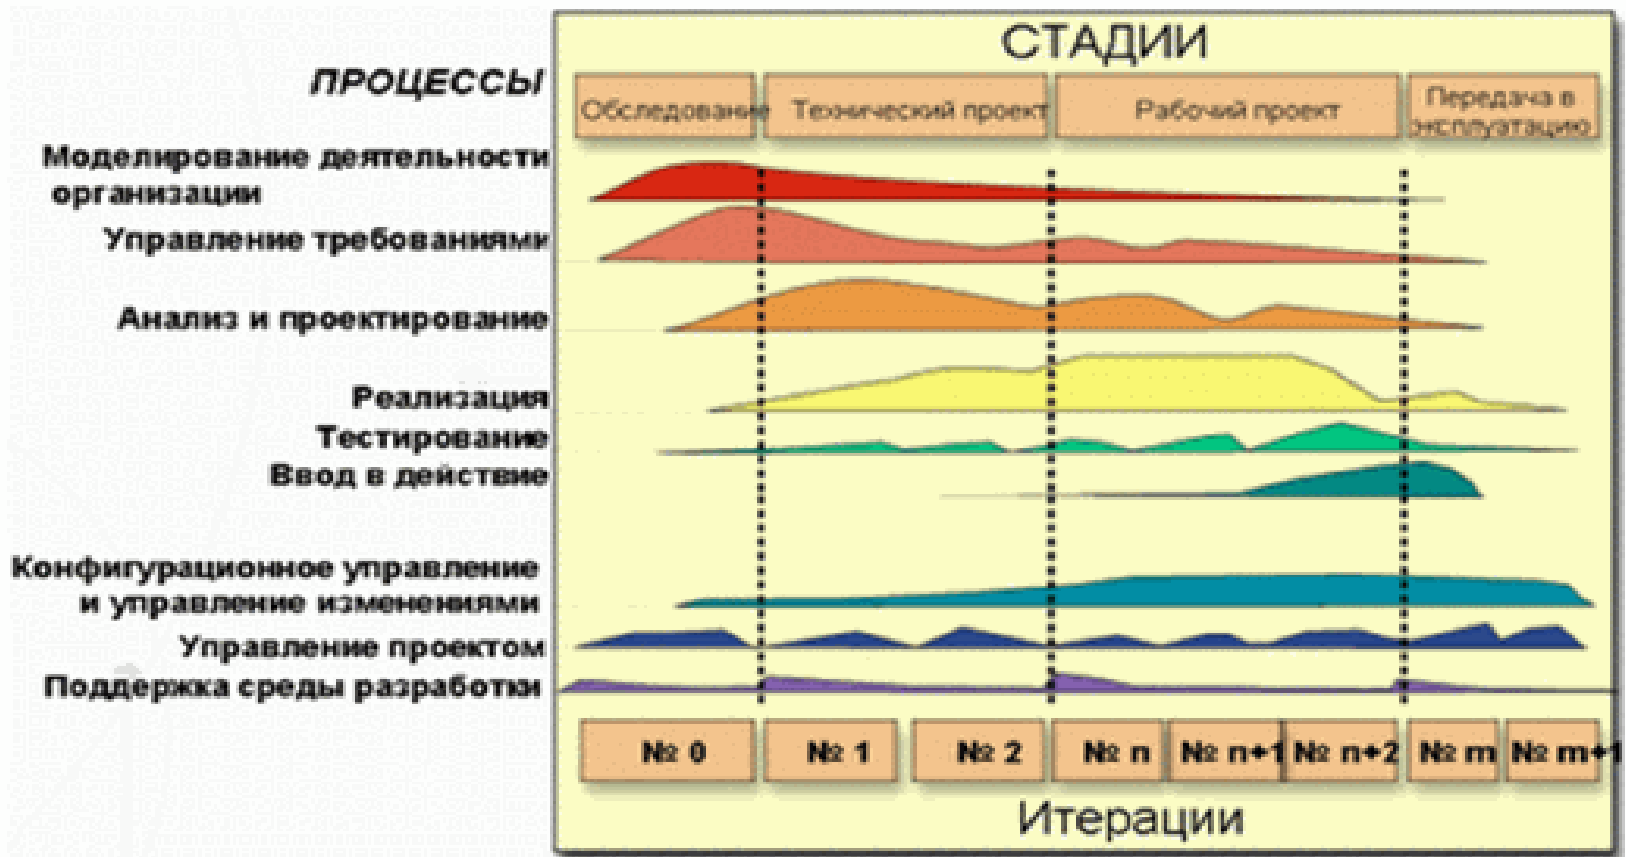 СТАДИИ
ПРОЦЕССЫ
Обследование
Технический проект
Рабочий проект
Передача в
эксплуатацию
Моделирование деятельности
организации
Управление требованиями
Анализ и проектирование
Реализация
Тестирование
Ввод в действие
Конфигурационное управление
и управление изменениями
Управление проектом
Поддержка среды разработки
№ 0
№ 1
№ 2
№ n
№ n+1
№ n+2
№ m
№ m+1
Итерации